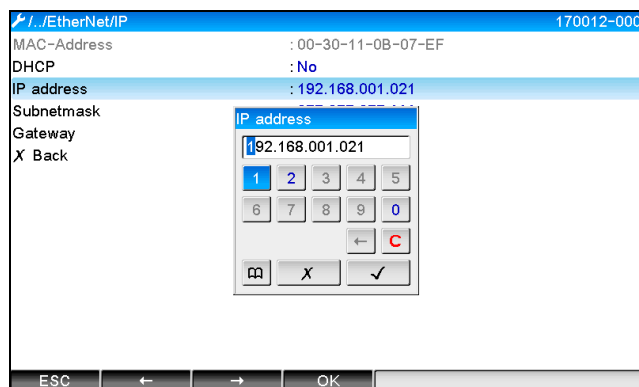 /../EtherNet/IP 170012-000
MAC-Address : 00-30-11-0B-07-EF
DHCP : No
IP address : 192.168.001.021
Subnetmask :
Gateway
X Back
IP address
192.168.001.021
1 2 3 4 5
6 7 8 9 0
← C
X ✓
ESC ← → OK